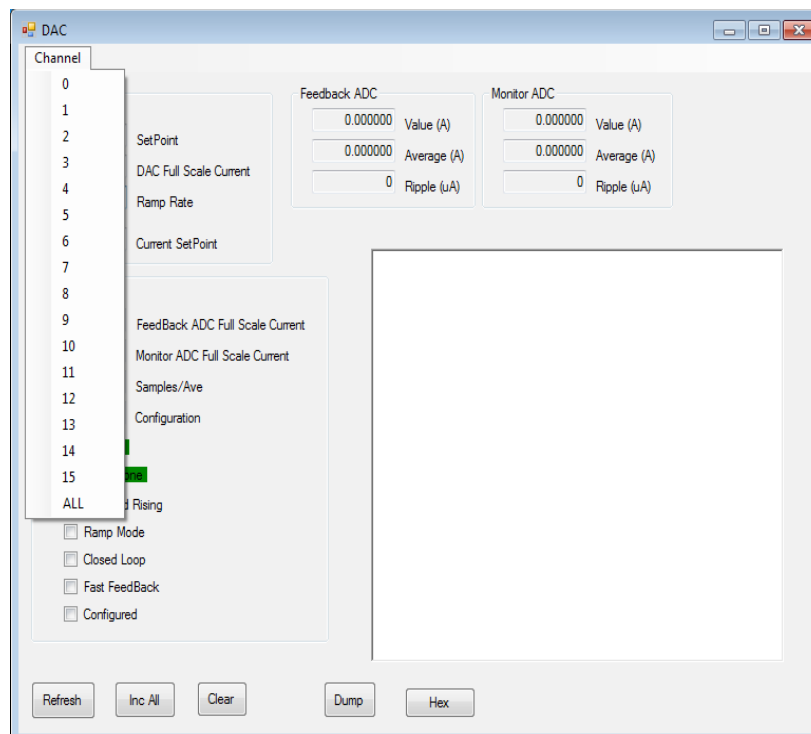 DAC
Channel
0
1
2
3
4
5
6
7
8
9
10
11
12
13
14
15
ALL
SetPoint
DAC Full Scale Current
Ramp Rate
Current SetPoint
Feedback ADC
0.000000 Value (A)
0.000000 Average (A)
0 Ripple (uA)
Monitor ADC
0.000000 Value (A)
0.000000 Average (A)
0 Ripple (uA)
FeedBack ADC Full Scale Current
Monitor ADC Full Scale Current
Samples/Ave
Configuration
Rising
Ramp Mode
Closed Loop
Fast FeedBack
Configured
Refresh
Inc All
Clear
Dump
Hex